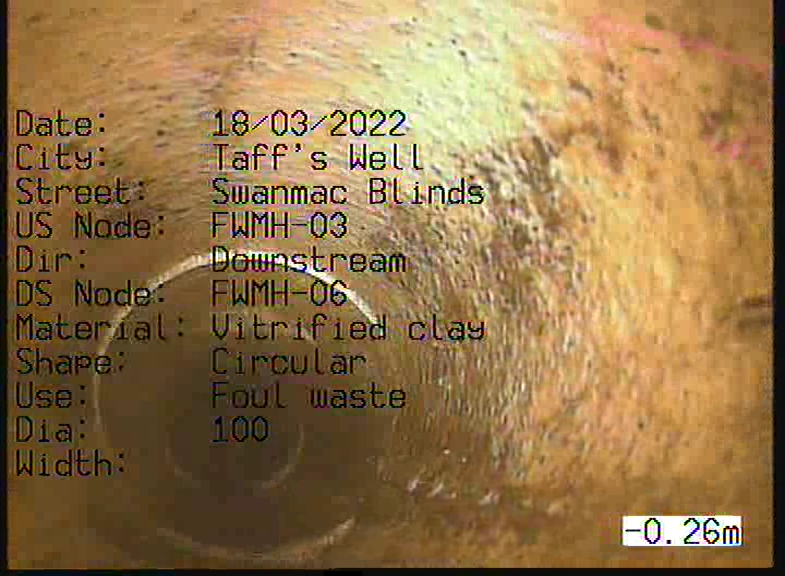 Date: 18/03/2022
City: Taff's Well
Street: Swanmac Blinds
US Node: FWMH-03
Dir: Downstream
DS Node: FWMH-06
Material: Vitrified clay
Shape: Circular
Use: Foul waste
Dia: 100
Width:
-0.26m